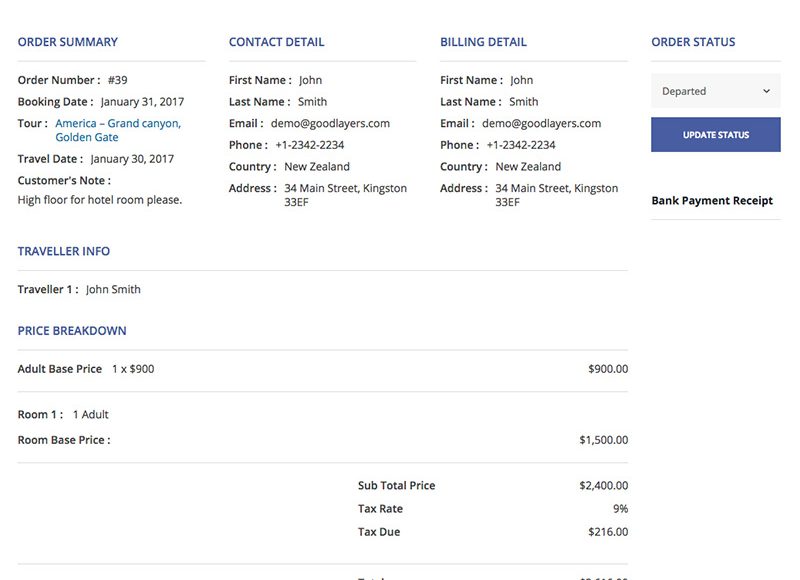 ORDER SUMMARY
Order Number : #39
Booking Date : January 31, 2017
Tour : America – Grand canyon,
Golden Gate
Travel Date : January 30, 2017
Customer's Note :
High floor for hotel room please.
CONTACT DETAIL
First Name : John
Last Name : Smith
Email : demo@goodlayers.com
Phone : +1-2342-2234
Country : New Zealand
Address : 34 Main Street, Kingston
33EF
BILLING DETAIL
First Name : John
Last Name : Smith
Email : demo@goodlayers.com
Phone : +1-2342-2234
Country : New Zealand
Address : 34 Main Street, Kingston
33EF
ORDER STATUS
Departed
UPDATE STATUS
Bank Payment Receipt
TRAVELLER INFO
Traveller 1 : John Smith
PRICE BREAKDOWN
Adult Base Price 1 x $900 $900.00
Room 1 : 1 Adult
Room Base Price : $1,500.00
Sub Total Price $2,400.00
Tax Rate 9%
Tax Due $216.00